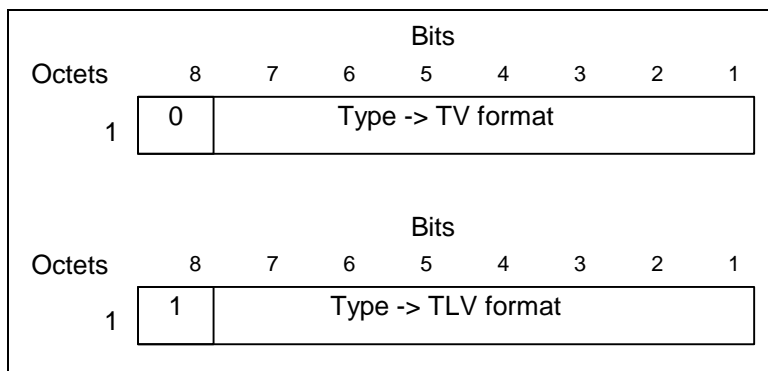 Bits
Octets 8 7 6 5 4 3 2 1
1 0 Type -> TV format
Bits
Octets 8 7 6 5 4 3 2 1
1 1 Type -> TLV format